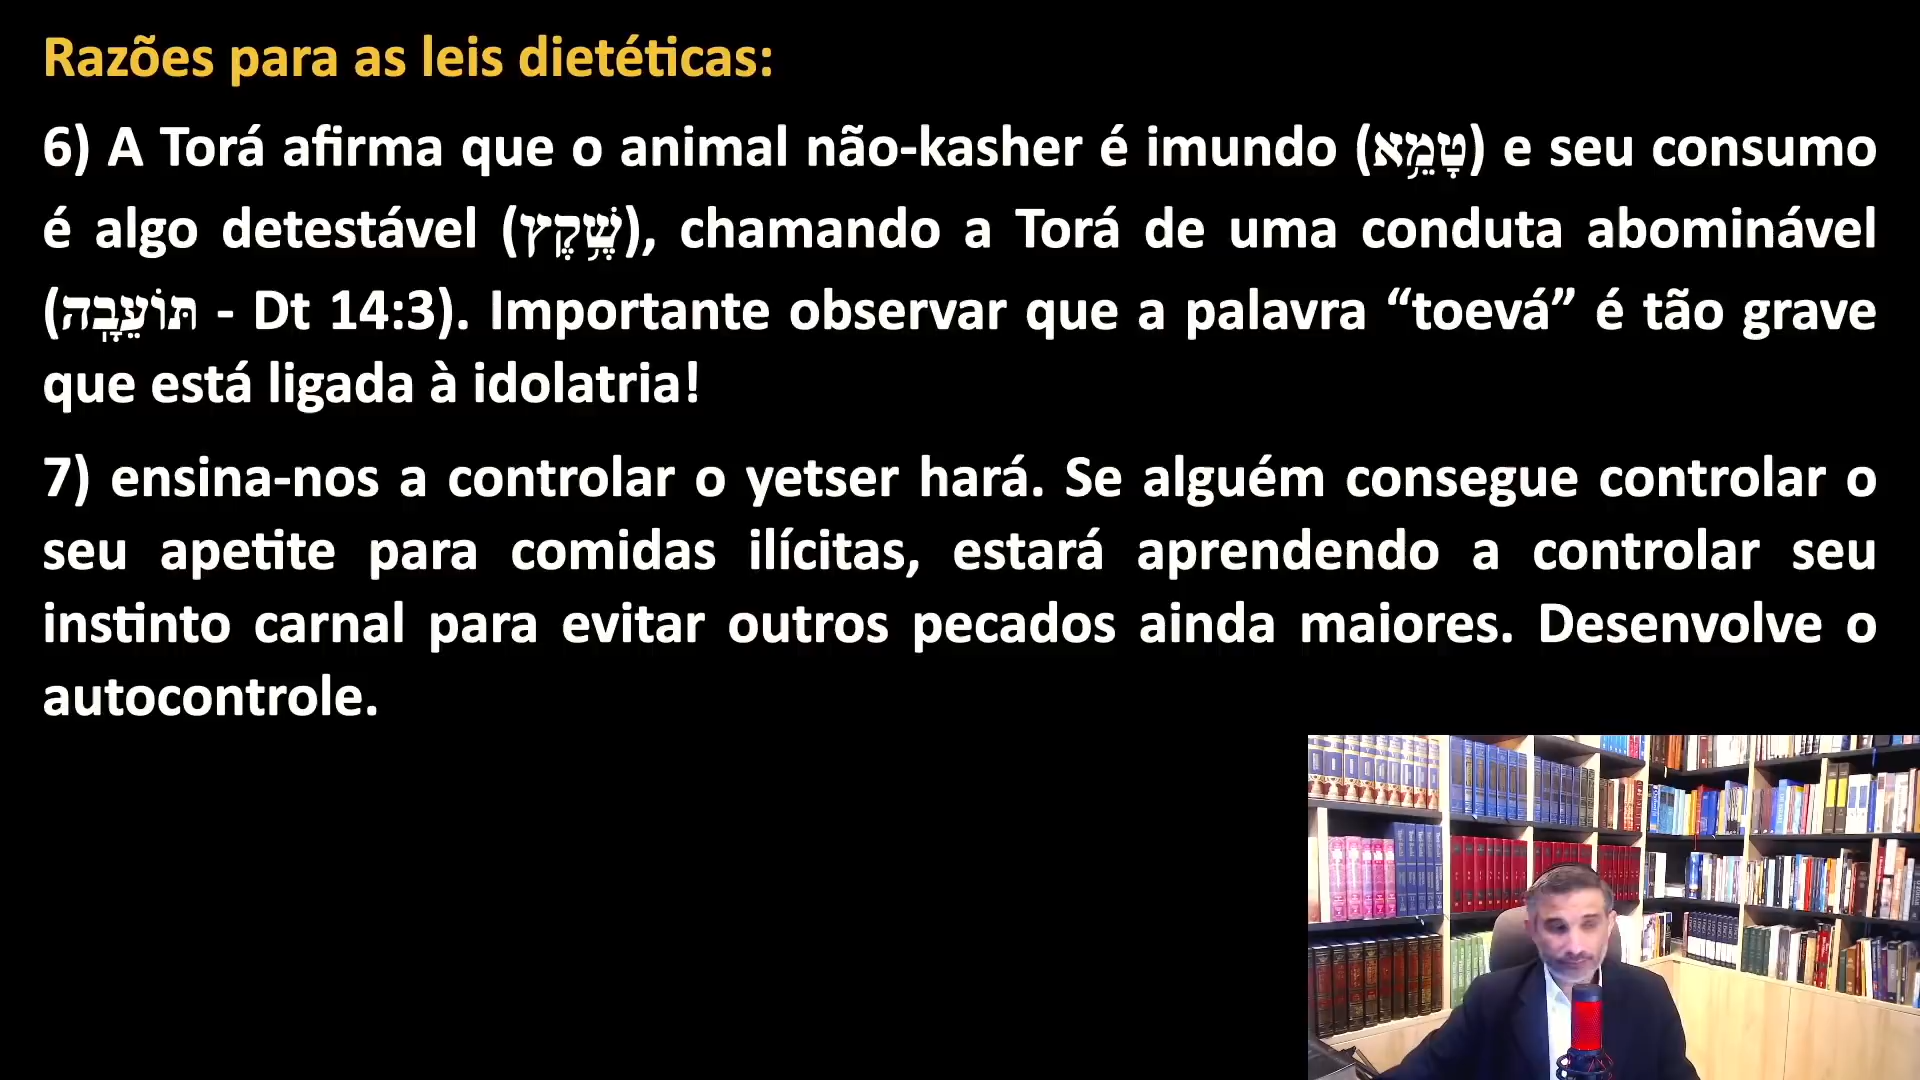 Razões para as leis dietéticas:
6) A Torá afirma que o animal não-kasher é imundo (טָמֵ֥א) e seu consumo
é algo detestável (שֶׁ֥קֶץ), chamando a Torá de uma conduta abominável
(תּוֹעֵבָֽה - Dt 14:3). Importante observar que a palavra “toevá” é tão grave
que está ligada à idolatria!
7) ensina-nos a controlar o yetser hará. Se alguém consegue controlar o
seu apetite para comidas ilícitas, estará aprendendo a controlar seu
instinto carnal para evitar outros pecados ainda maiores. Desenvolve o
autocontrole.